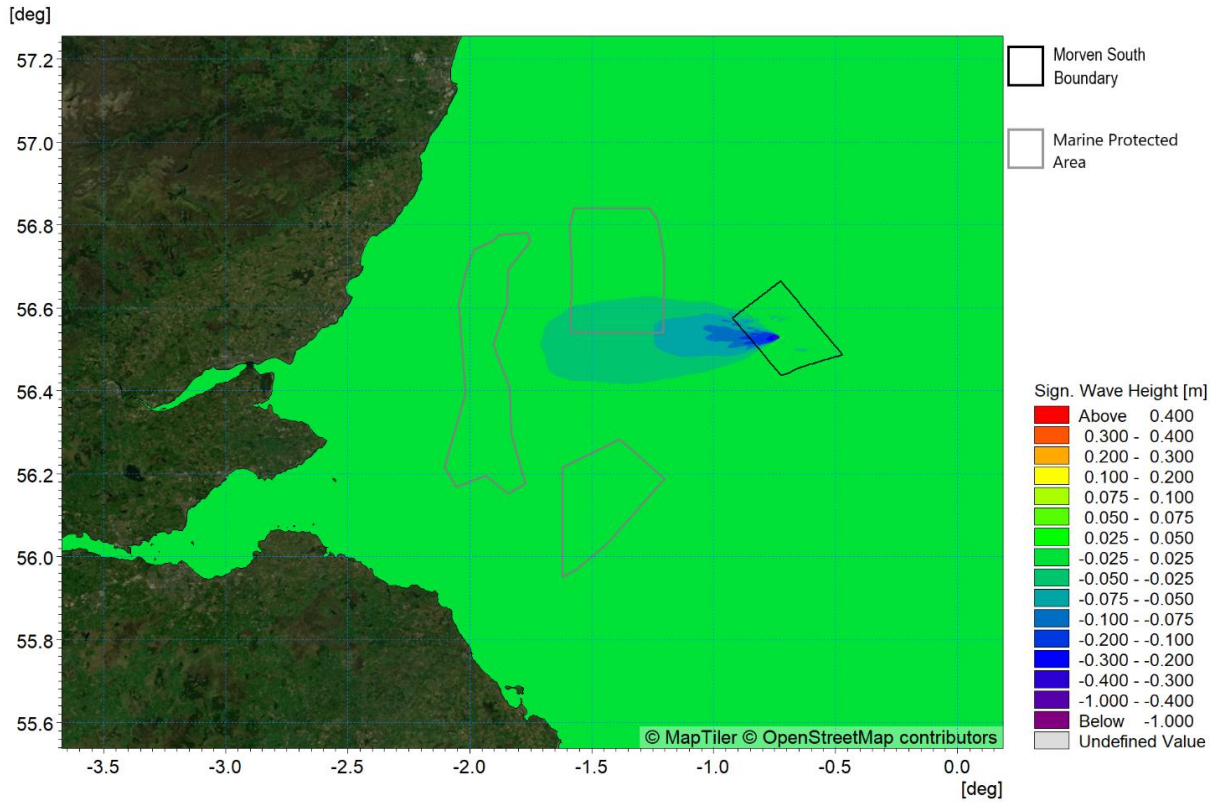 [deg]
57.2
57.0
56.8
56.6
56.4
56.2
56.0
55.8
55.6
-3.5
-3.0
-2.5
-2.0
-1.5
-1.0
-0.5
0.0
[deg]
© MapTiler © OpenStreetMap contributors
Morven South
Boundary
Marine Protected
Area
Sign. Wave Height [m]
Above 0.400
0.300 - 0.400
0.200 - 0.300
0.100 - 0.200
0.075 - 0.100
0.050 - 0.075
0.025 - 0.050
-0.025 - 0.025
-0.050 - -0.025
-0.075 - -0.050
-0.100 - -0.075
-0.200 - -0.100
-0.300 - -0.200
-0.400 - -0.300
-1.000 - -0.400
Below -1.000
Undefined Value